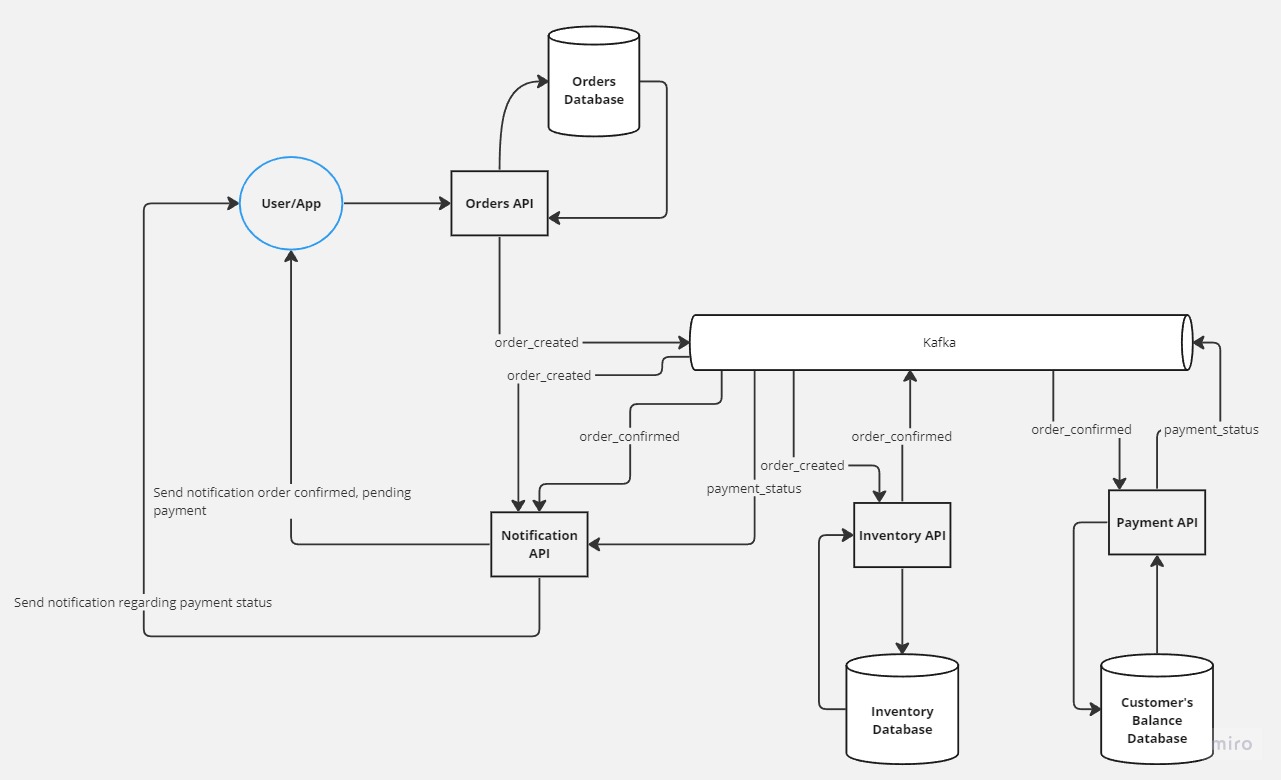 Orders
Database
User/App
Orders API
order_created
Kafka
order_created
order_confirmed
order_confirmed
order_confirmed
payment_status
order_created
payment_status
Send notification order confirmed, pending
payment
Notification
API
Inventory API
Payment API
Send notification regarding payment status
Inventory
Database
Customer's
Balance
Database
miro